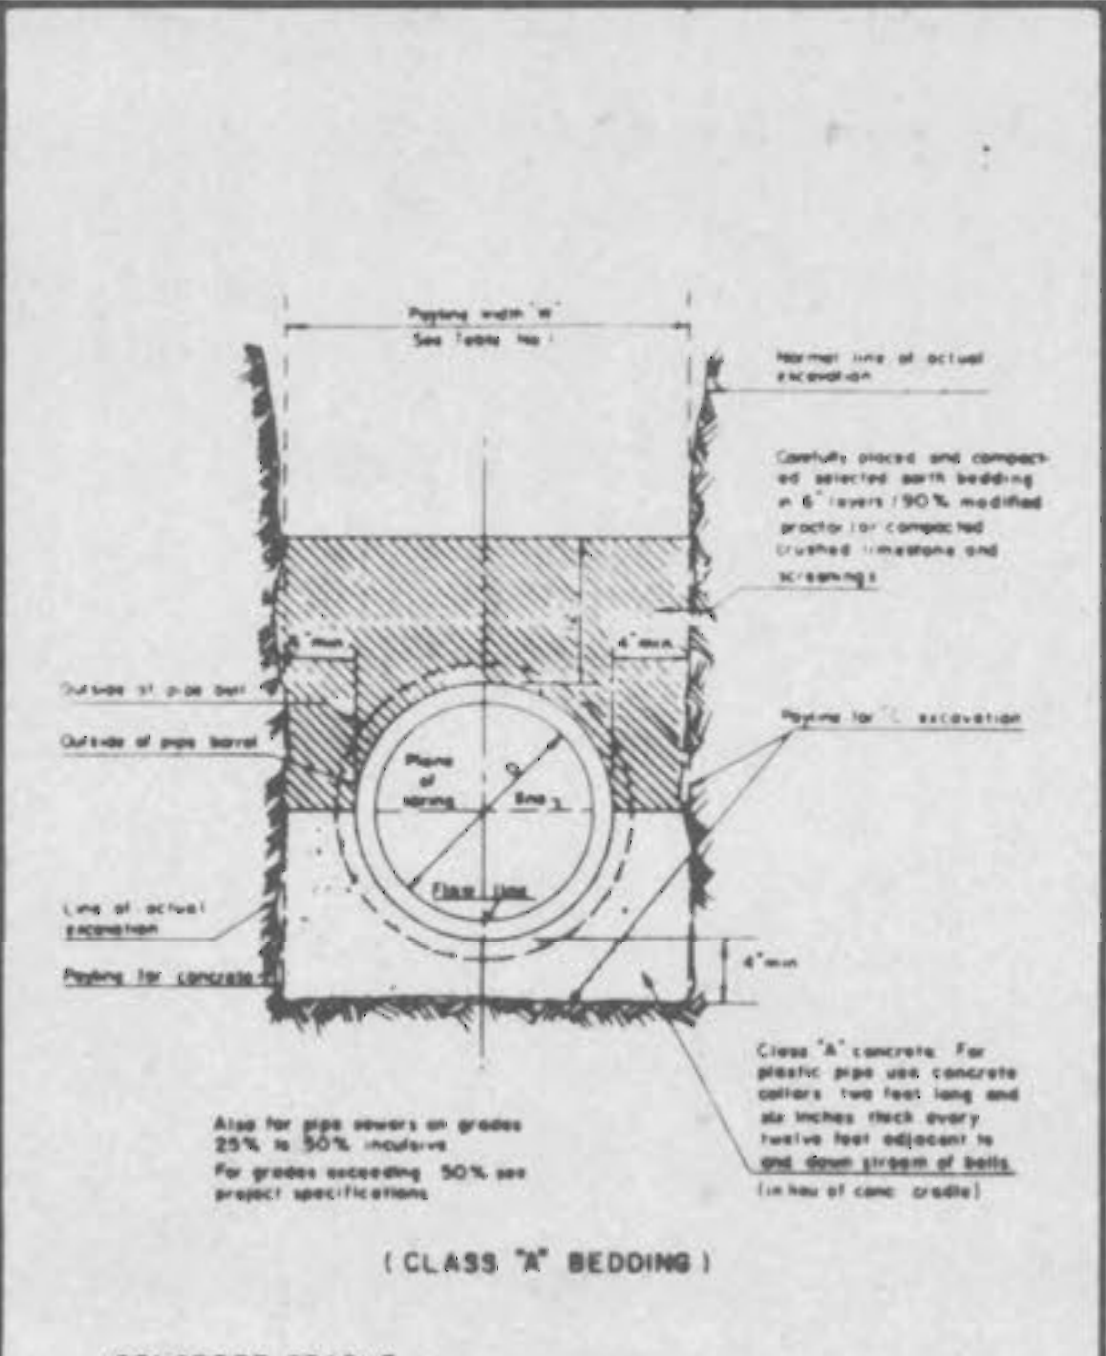 Payline width "W"
See Table No 1
Normal line of actual
excavation
Carefully placed and compact-
ed selected earth bedding
in 6" layers (90% modified
proctor) or compacted
crushed limestone and
screenings
4" min
4" min
Outside of pipe bell
Outside of pipe barrel
Payline for excavation
Plane
of
D
Flow line
Line of actual
excavation
Payline for concrete
4" min
Class "A" concrete. For
plastic pipe use concrete
collars two feet long and
six inches thick every
twelve feet adjacent to
and down stream of bells
(in lieu of conc. cradle)
Also for pipe sewers on grades
25% to 50% inculsive
For grades exceeding 50% see
project specifications
(CLASS "A" BEDDING)